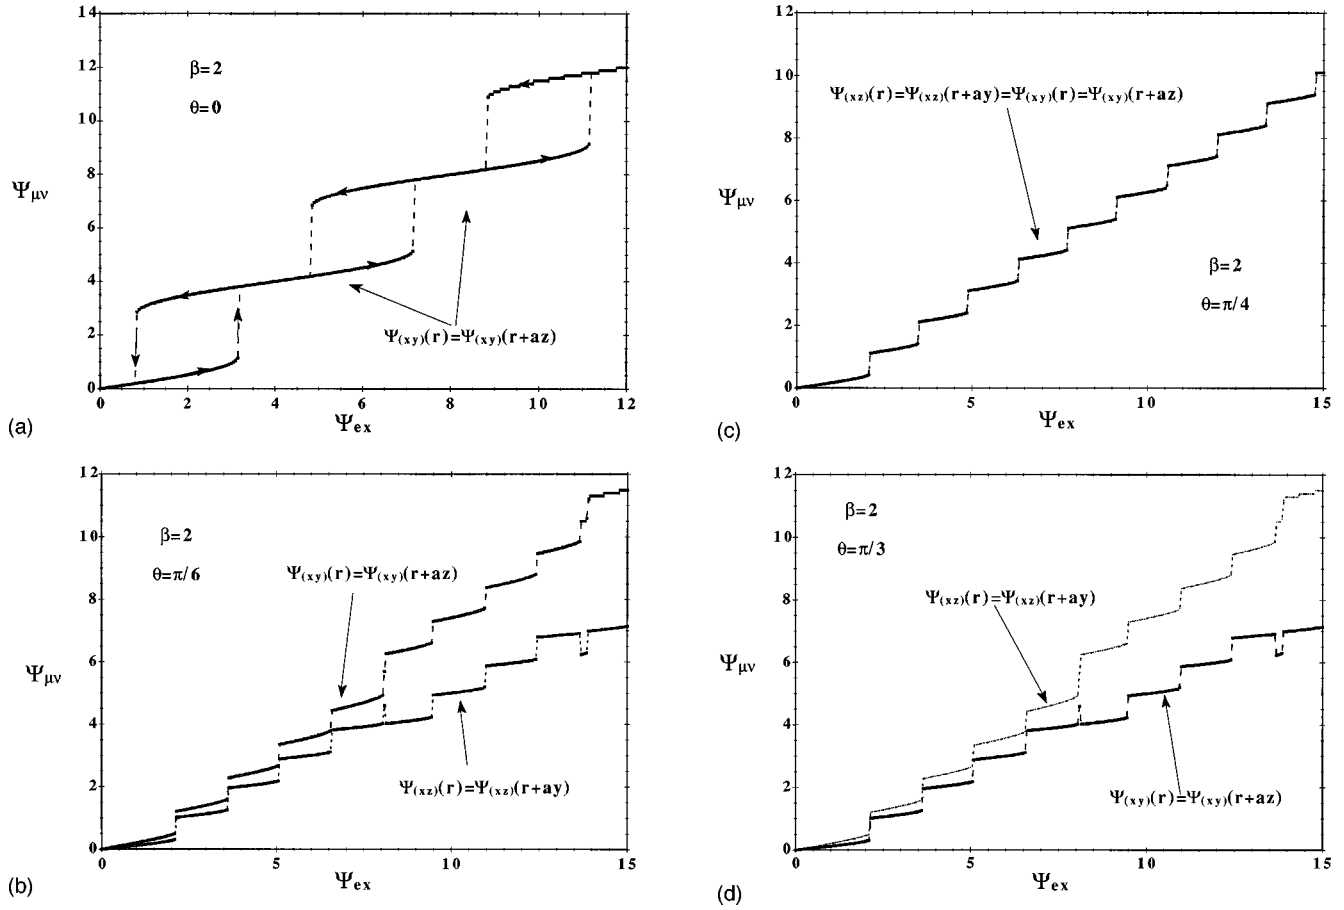 14
12
10
8
6
4
2
0
β=2
θ=0
Ψμν
Ψ(xy)(r)=Ψ(xy)(r+az)
0 2 4 6 8 10 12
Ψex
(a)
12
10
8
6
4
2
0
β=2
θ=π/4
Ψμν
Ψ(xz)(r)=Ψ(xz)(r+ay)=Ψ(xy)(r)=Ψ(xy)(r+az)
0 5 10 15
Ψex
(c)
12
10
8
6
4
2
0
β=2
θ=π/6
Ψμν
Ψ(xy)(r)=Ψ(xy)(r+az)
Ψ(xz)(r)=Ψ(xz)(r+ay)
0 5 10 15
Ψex
(b)
12
10
8
6
4
2
0
β=2
θ=π/3
Ψμν
Ψ(xz)(r)=Ψ(xz)(r+ay)
Ψ(xy)(r)=Ψ(xy)(r+az)
0 5 10 15
Ψex
(d)